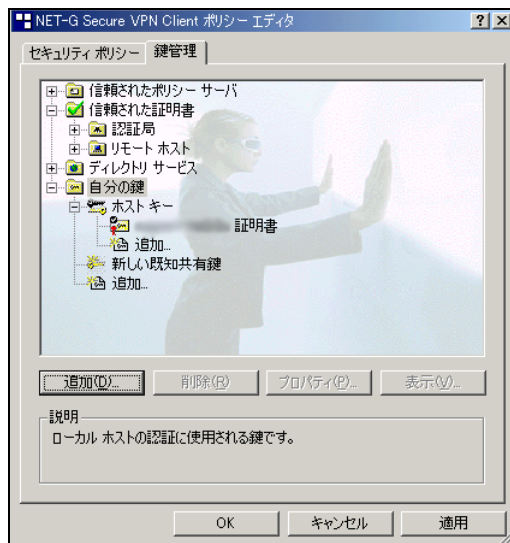 NET-G Secure VPN Client ポリシー エディタ
セキュリティ ポリシー 鍵管理
信頼されたポリシー サーバ
信頼された証明書
認証局
リモート ホスト
ディレクトリ サービス
自分の鍵
ホスト キー
証明書
追加...
新しい既知共有鍵
追加...
追加(D)... 削除(R) プロパティ(P)... 表示(V)...
説明
ローカル ホストの認証に使用される鍵です。
OK キャンセル 適用